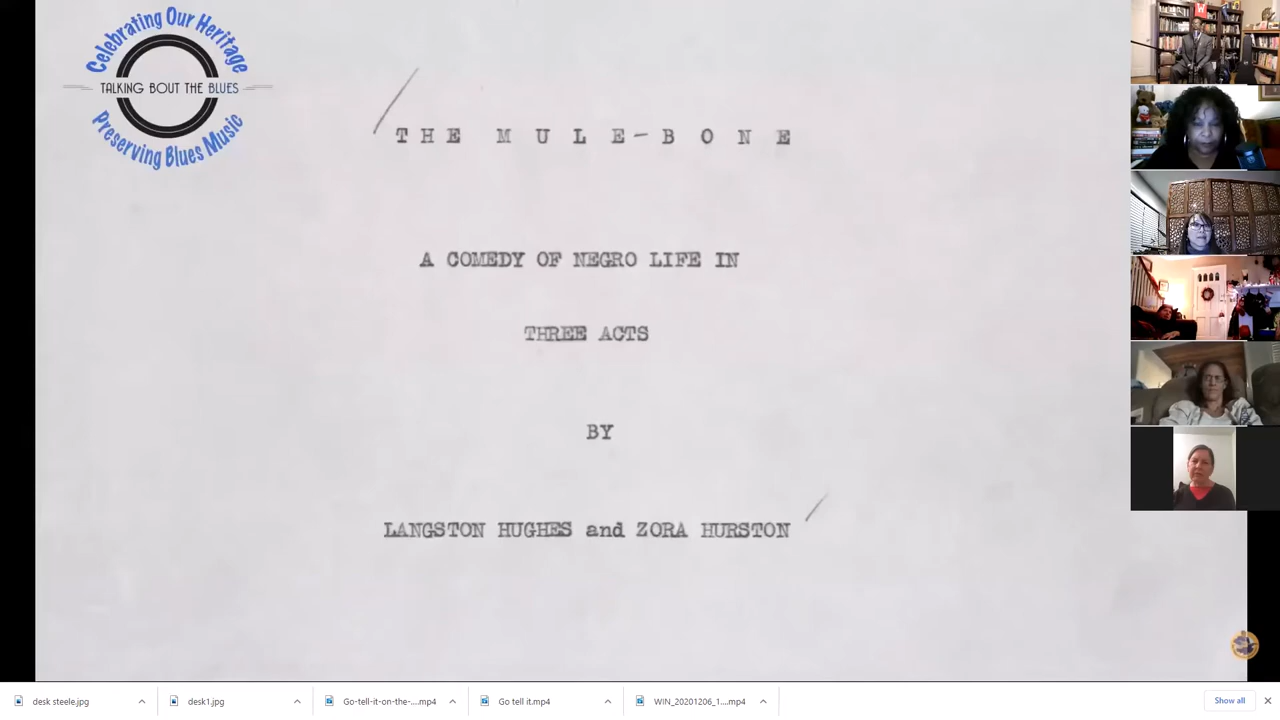 Celebrating Our Heritage
TALKING BOUT THE BLUES
Preserving Blues Music
THE MULE-BONE
A COMEDY OF NEGRO LIFE IN
THREE ACTS
BY
LANGSTON HUGHES and ZORA HURSTON
desk steele.jpg
desk1.jpg
Go-tell-it-on-the-....mp4
Go tell it.mp4
WIN_20201206_1....mp4
Show all